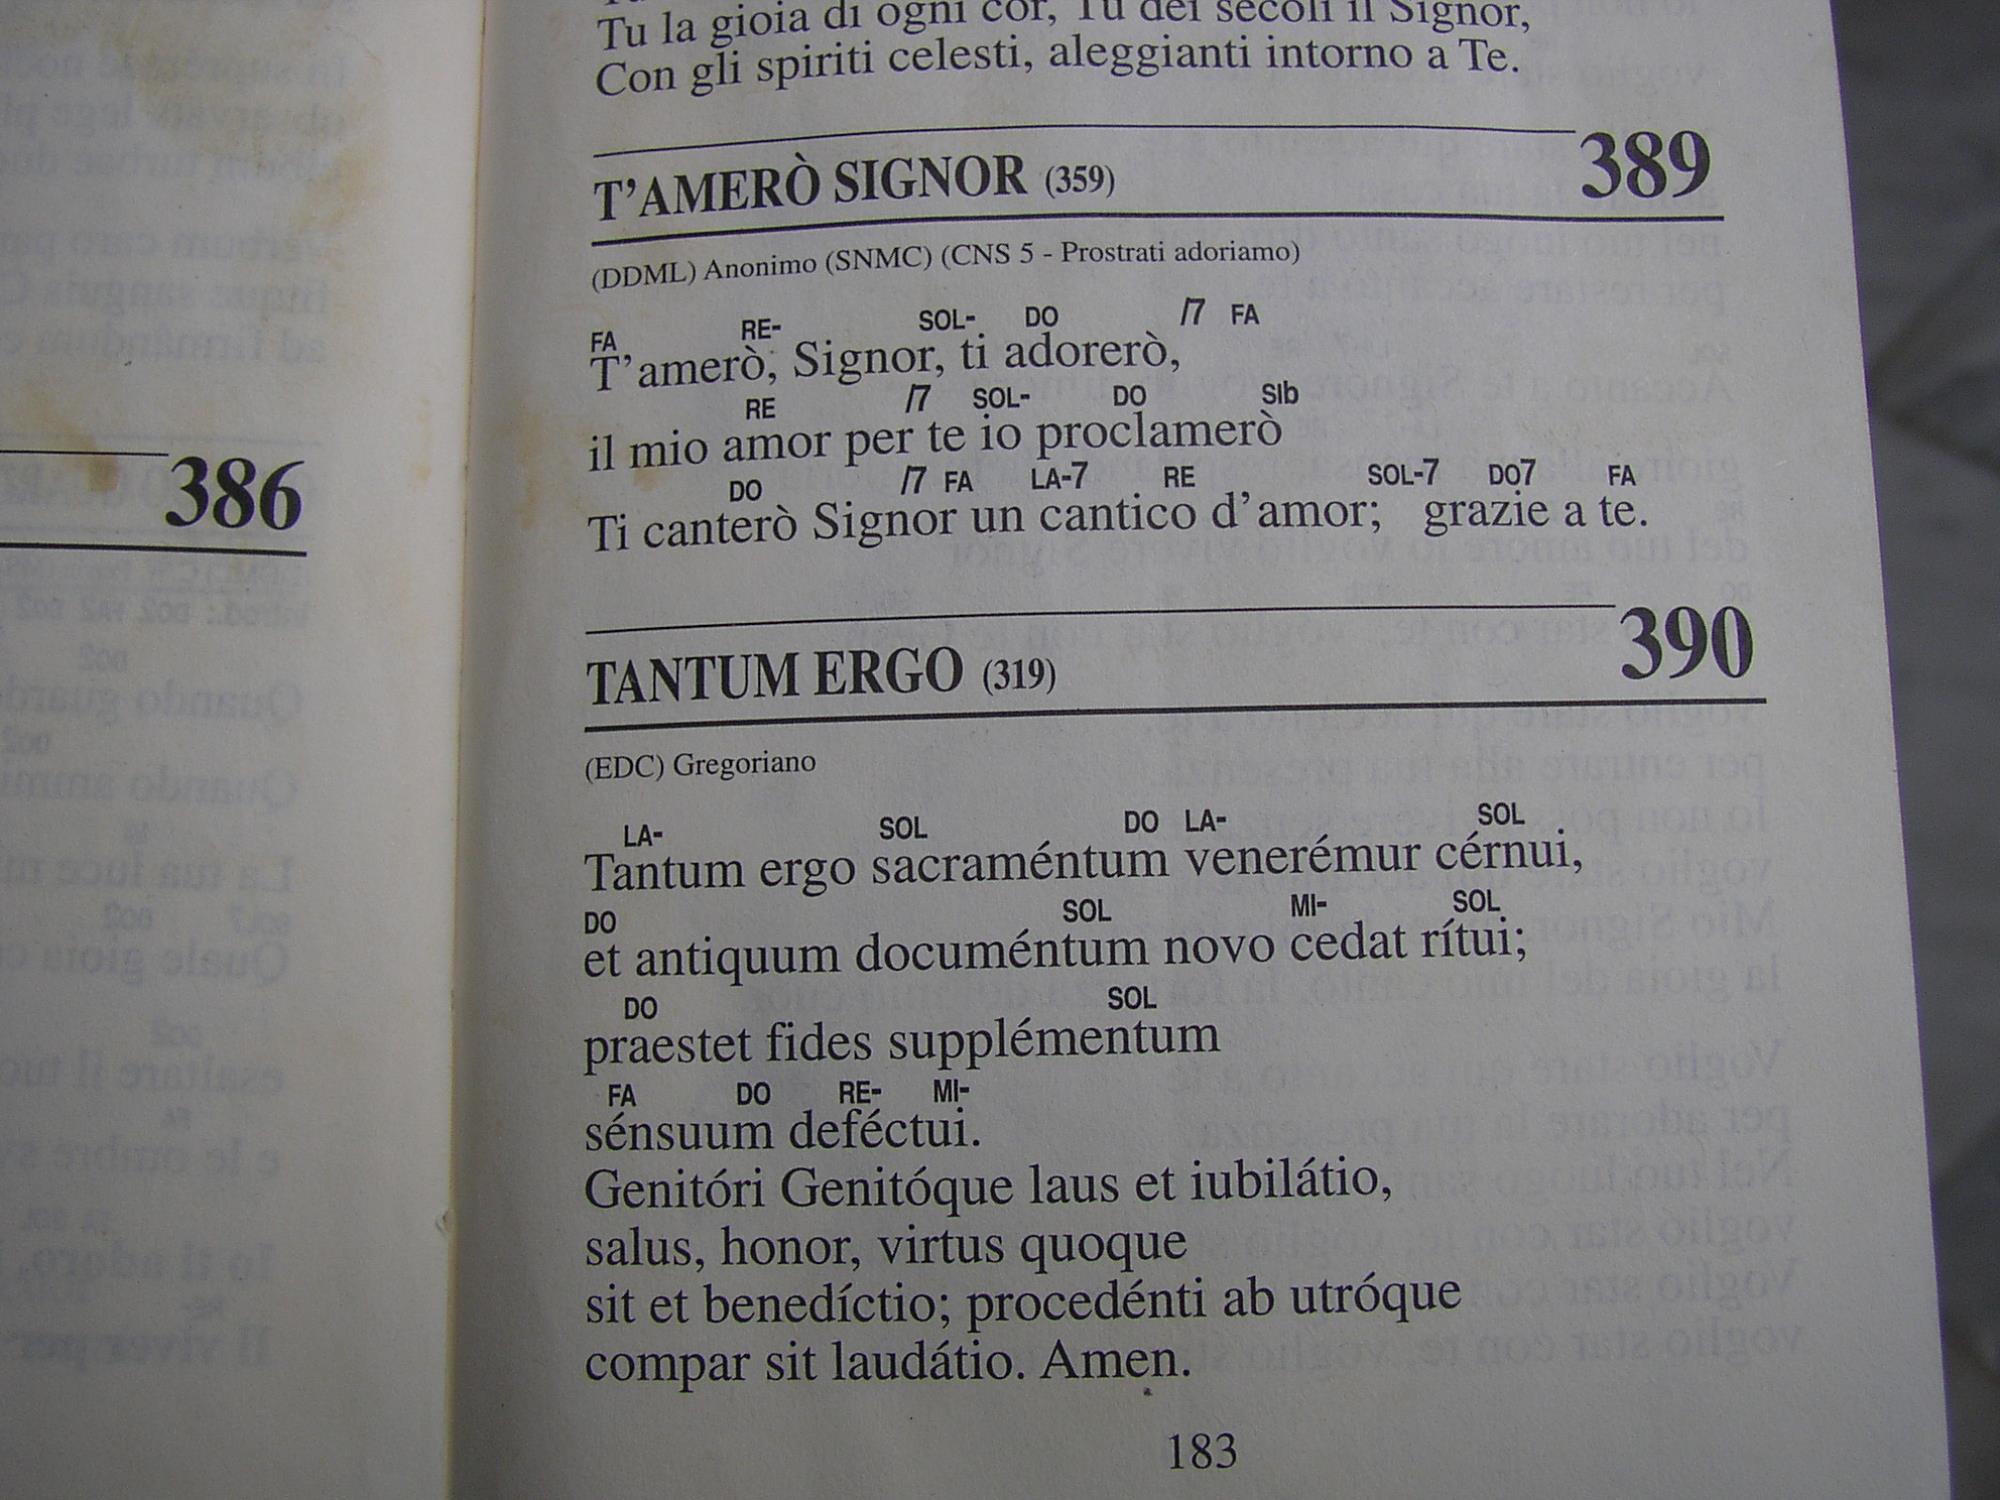 386
Tu la gioia di ogni cor, Tu dei secoli il Signor,
Con gli spiriti celesti, aleggianti intorno a Te.
T'AMERÒ SIGNOR (359) 389
(DDML) Anonimo (SNMC) (CNS 5 - Prostrati adoriamo)
FA RE- SOL- DO /7 FA
T'amerò, Signor, ti adorerò,
RE /7 SOL- DO SIb
il mio amor per te io proclamerò
DO /7 FA LA-7 RE SOL-7 DO7 FA
Ti canterò Signor un cantico d'amor; grazie a te.
TANTUM ERGO (319) 390
(EDC) Gregoriano
LA- SOL DO LA- SOL
Tantum ergo sacraméntum venerémur cérnui,
DO SOL MI- SOL
et antiquum documéntum novo cedat rítui;
DO SOL
praestet fides supplémentum
FA DO RE- MI-
sénsuum deféctui.
Genitóri Genitóque laus et iubilátio,
salus, honor, virtus quoque
sit et benedíctio; procedénti ab utróque
compar sit laudátio. Amen.
183